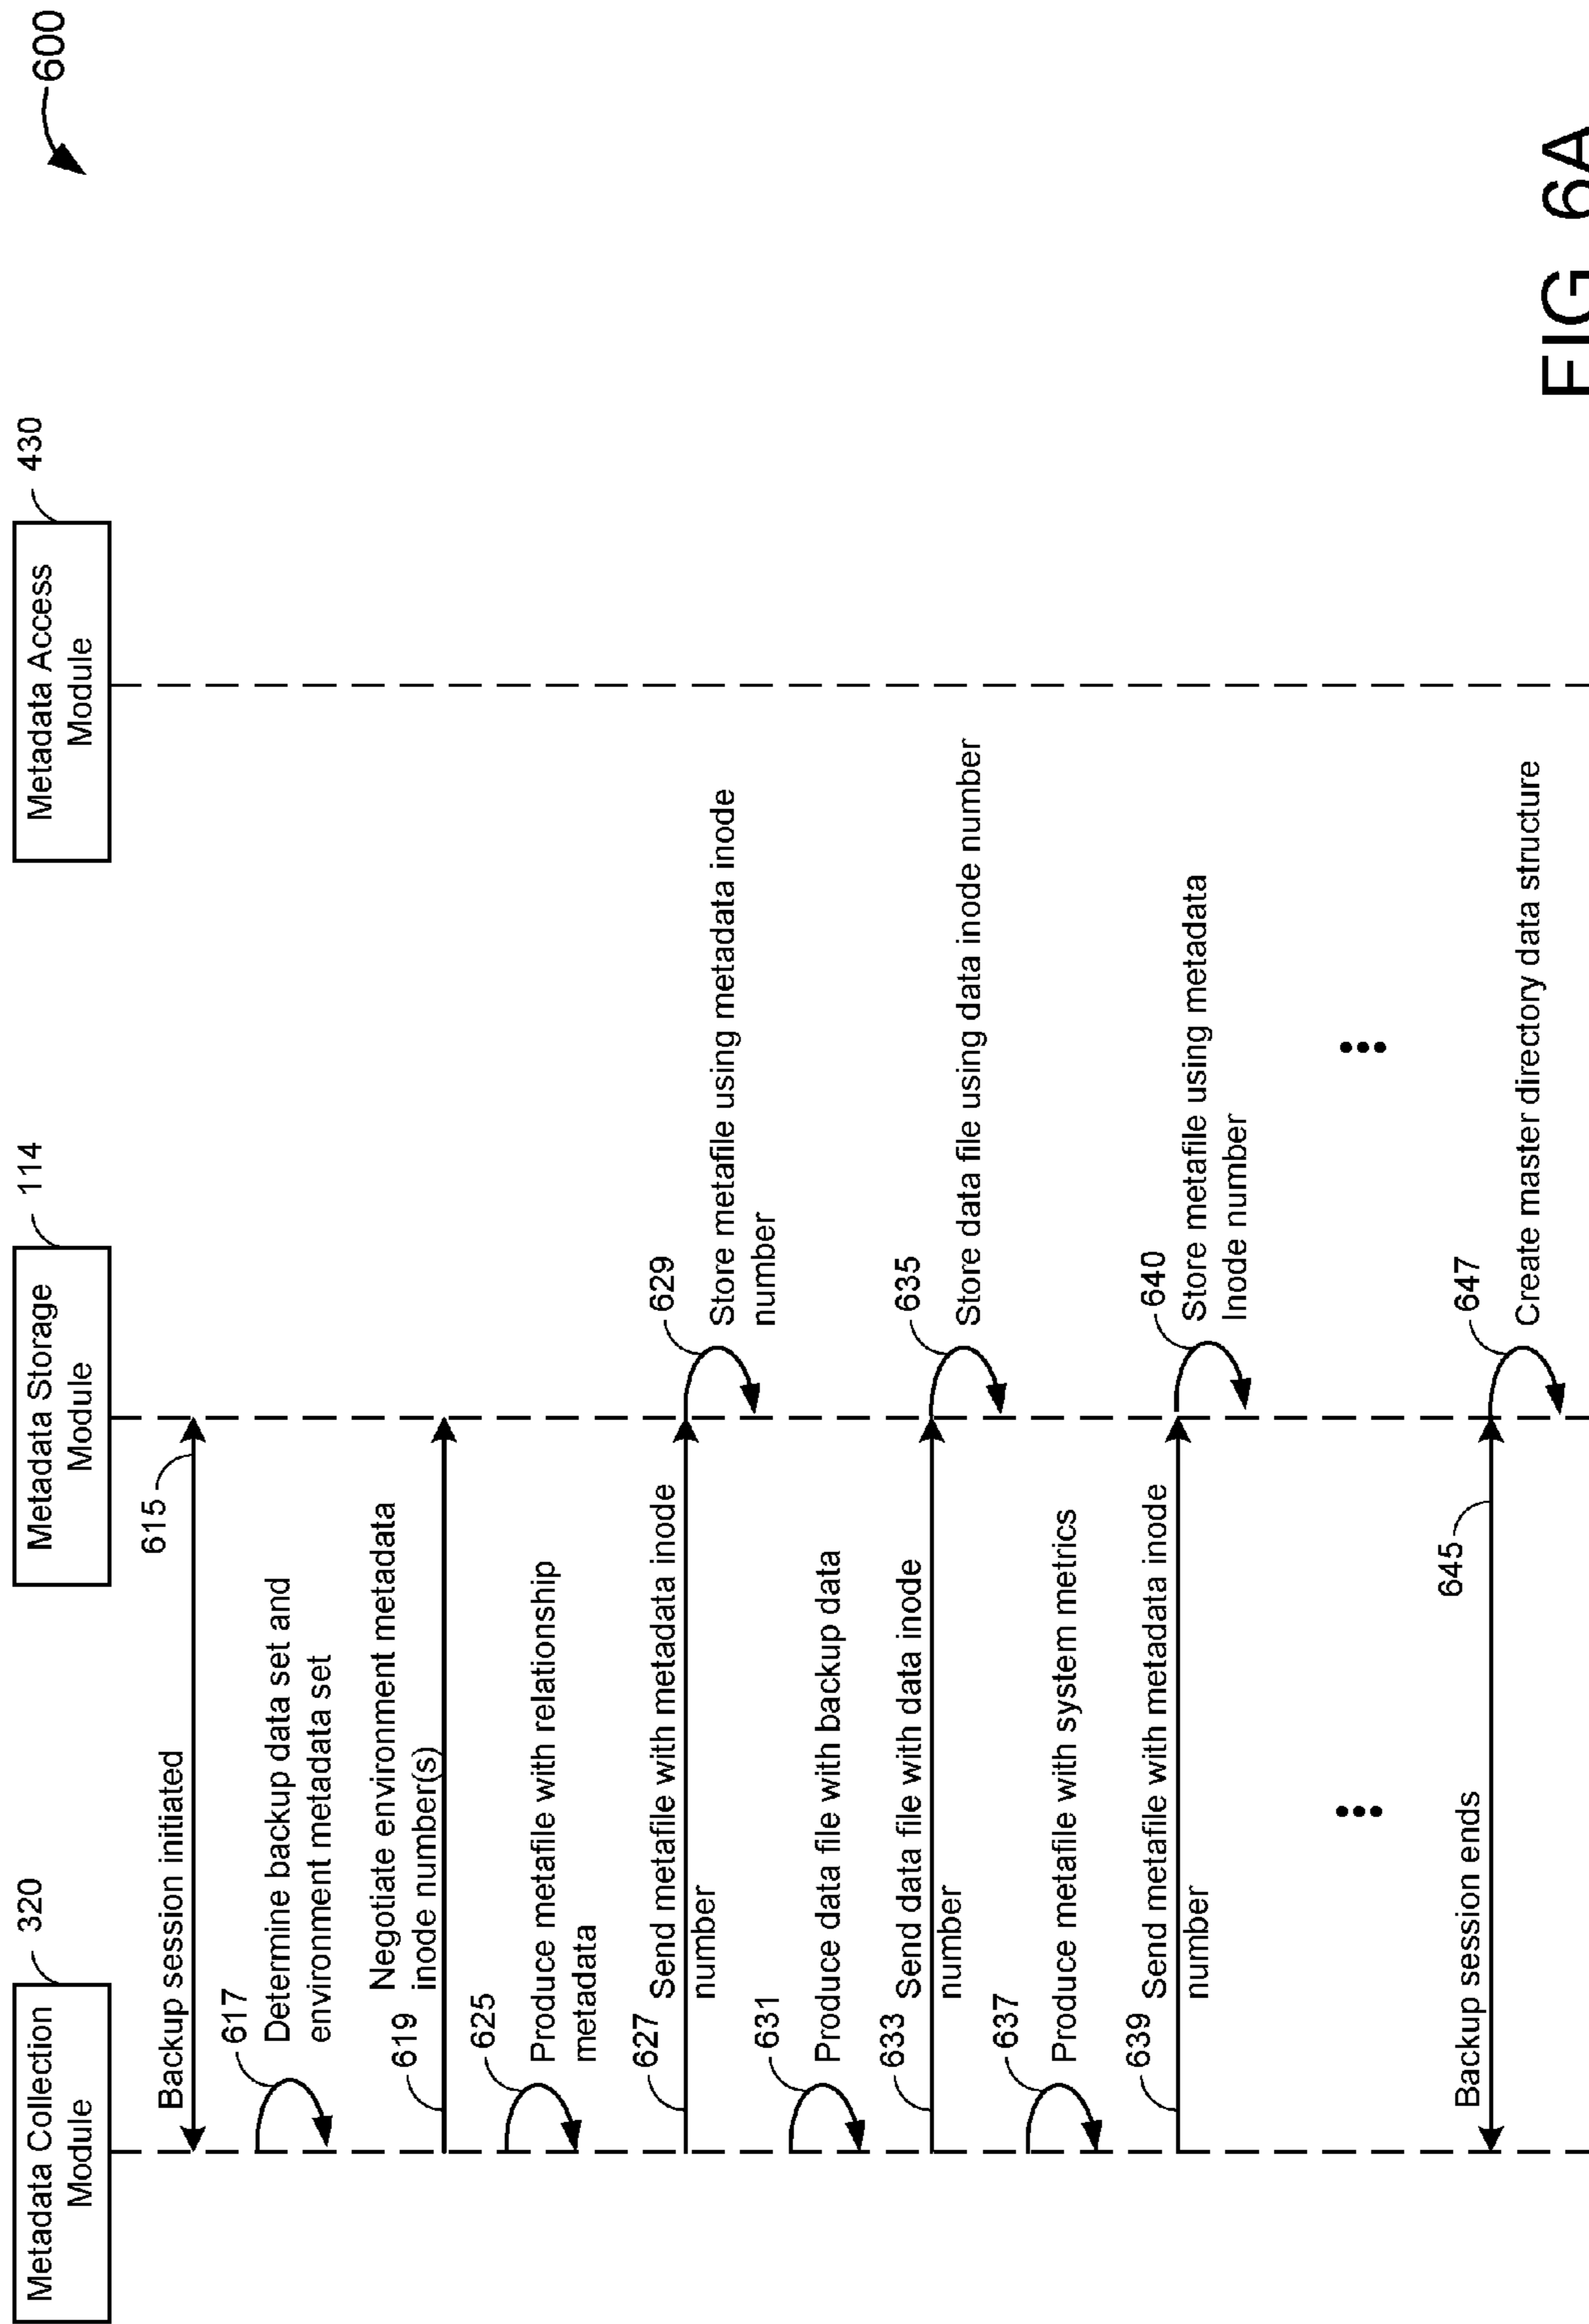 600
Metadata Collection
Module
320
Metadata Storage
Module
114
Metadata Access
Module
430
Backup session initiated
615
617
Determine backup data set and
environment metadata set
619
Negotiate environment metadata
inode number(s)
625
Produce metafile with relationship
metadata
627
Send metafile with metadata inode
number
629
Store metafile using metadata inode
number
631
Produce data file with backup data
633
Send data file with data inode
number
635
Store data file using data inode number
637
Produce metafile with system metrics
639
Send metafile with metadata inode
number
640
Store metafile using metadata
Inode number
Backup session ends
645
647
Create master directory data structure
FIG. 6A